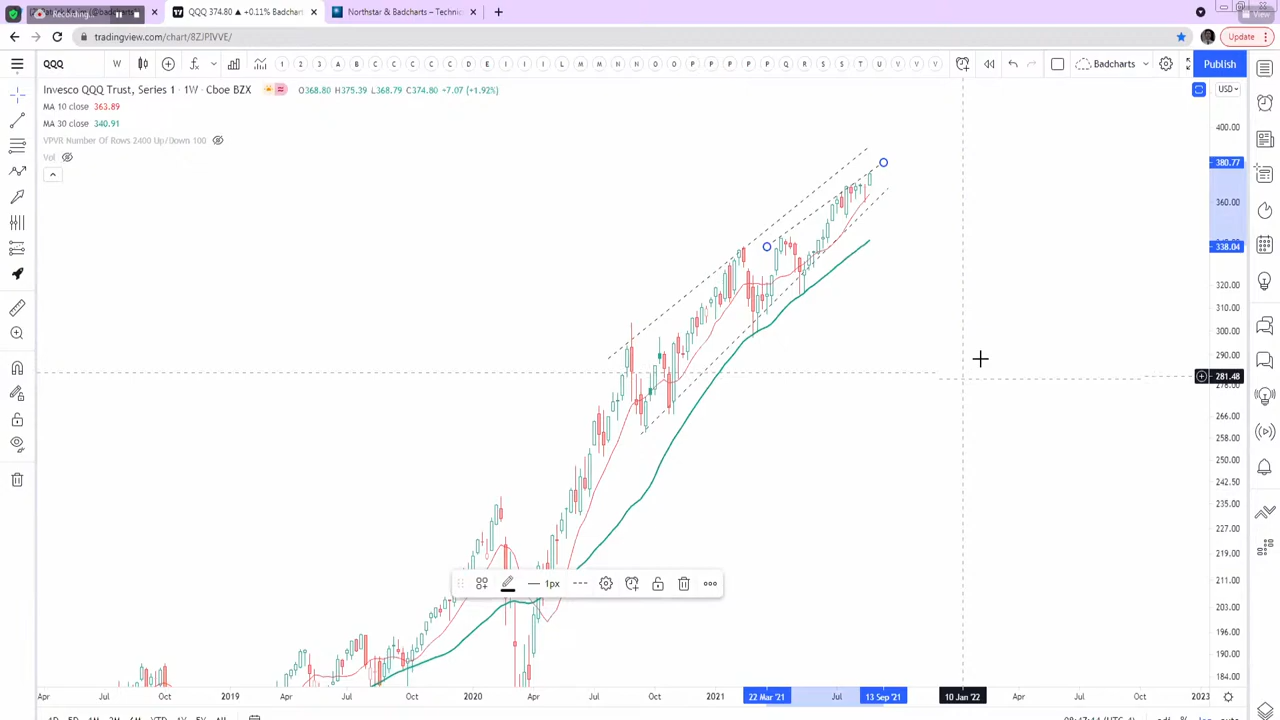 Recording...
QQQ 374.80 ▲ +0.11% Badcharts
Northstar & Badcharts – Technic
tradingview.com/chart/8ZJPIVVE/
Update
View
QQQ W Badcharts Publish
1 2 3 A B C C C D E I I I L M M N N O O P P P P Q R S S T U V V V
Invesco QQQ Trust, Series 1 · 1W · Cboe BZX O368.80 H375.39 L368.79 C374.80 +7.07 (+1.92%)
USD
MA 10 close 363.89
MA 30 close 340.91
VPVR Number Of Rows 2400 Up/Down 100
Vol
400.00
380.77
360.00
338.04
320.00
310.00
300.00
290.00
281.48
266.00
258.00
250.00
242.50
235.00
227.00
219.00
211.00
203.00
196.00
190.00
184.00
1px
Apr Jul Oct 2019 Apr Jul Oct 2020 Apr Jul Oct 2021 22 Mar '21 Jul 13 Sep '21 10 Jan '22 Apr Jul Oct 2023